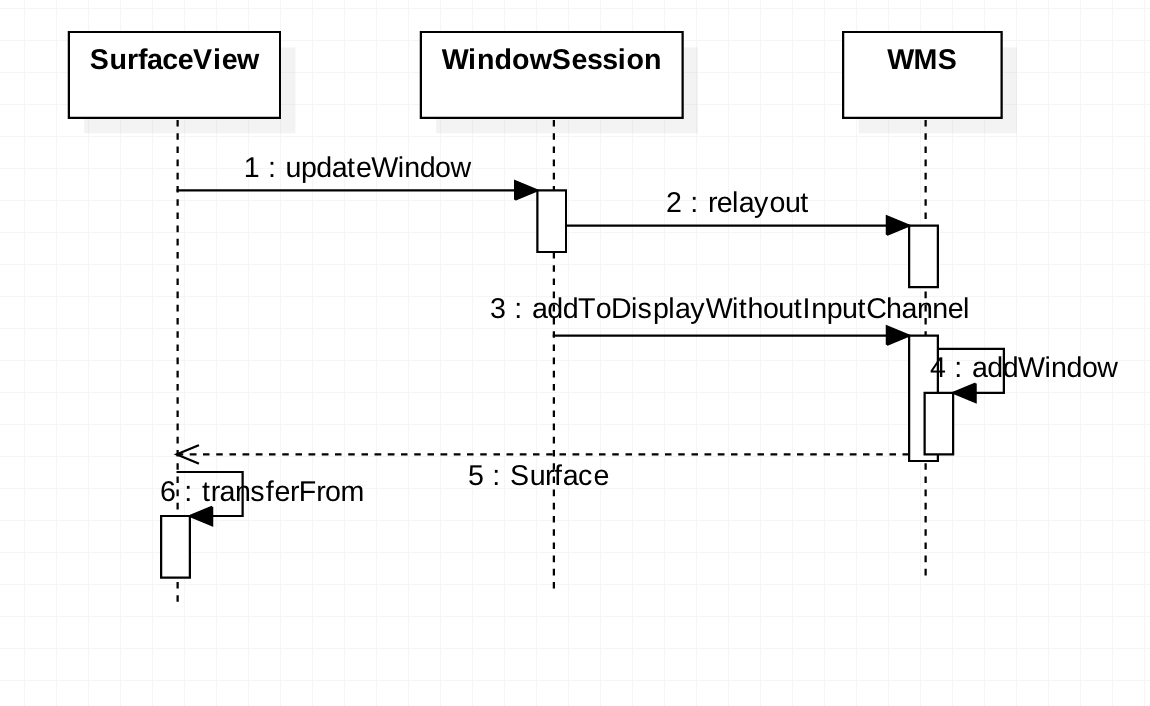 SurfaceView
WindowSession
WMS
1 : updateWindow
2 : relayout
3 : addToDisplayWithoutInputChannel
4 : addWindow
5 : Surface
6 : transferFrom